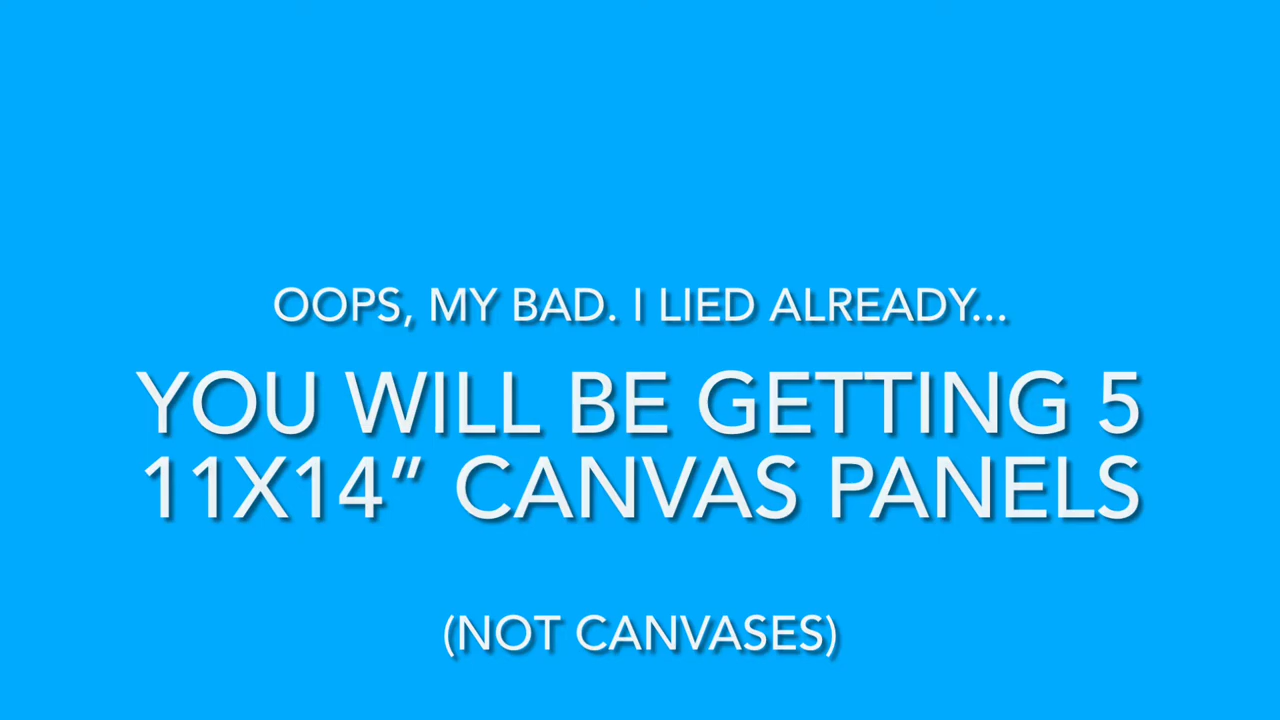 OOPS, MY BAD. I LIED ALREADY...
YOU WILL BE GETTING 5
11X14” CANVAS PANELS
(NOT CANVASES)